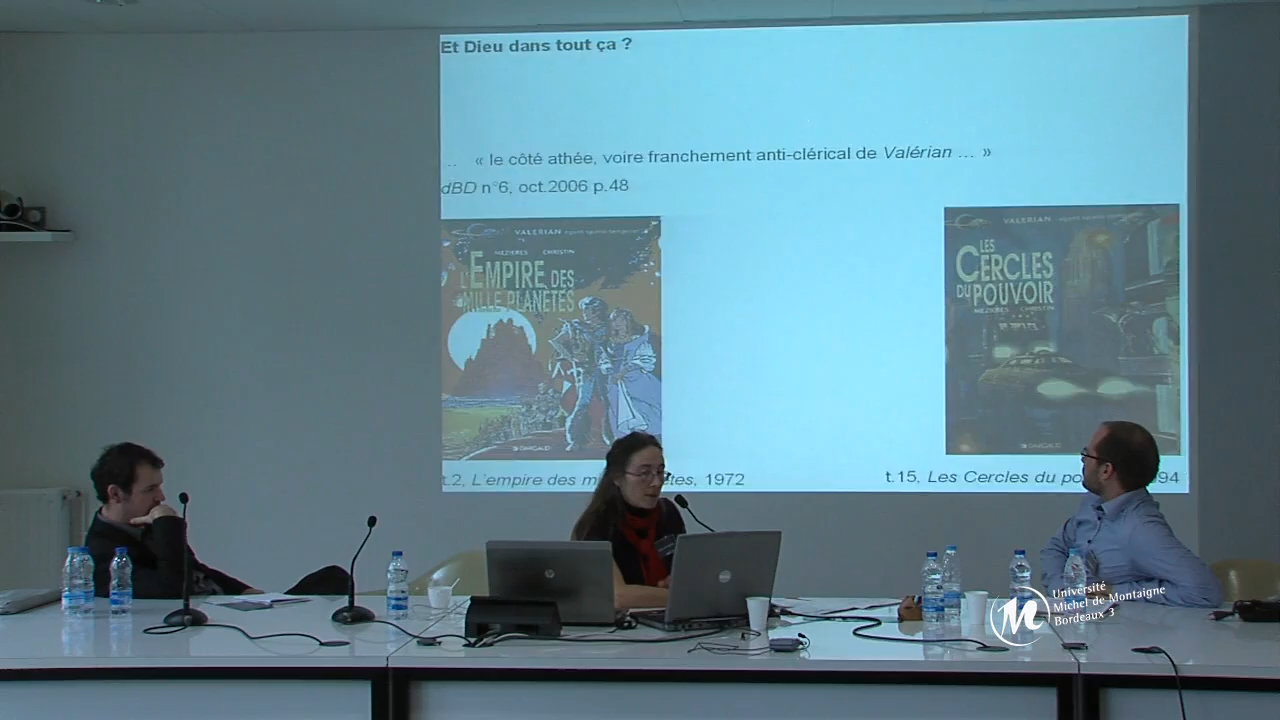 Et Dieu dans tout ça ?
.. « le côté athée, voire franchement anti-clérical de Valérian ... »
dBD n°6, oct.2006 p.48
VALERIAN
MEZIERES CHRISTIN
L'EMPIRE DES
MILLE PLANETES
DARGAUD
VALERIAN
LES
CERCLES
DU POUVOIR
MEZIERES CHRISTIN
DARGAUD
t.2, L'empire des m tes, 1972
t.15, Les Cercles du po 94
hp
M
Université
Michel de Montaigne
Bordeaux 3